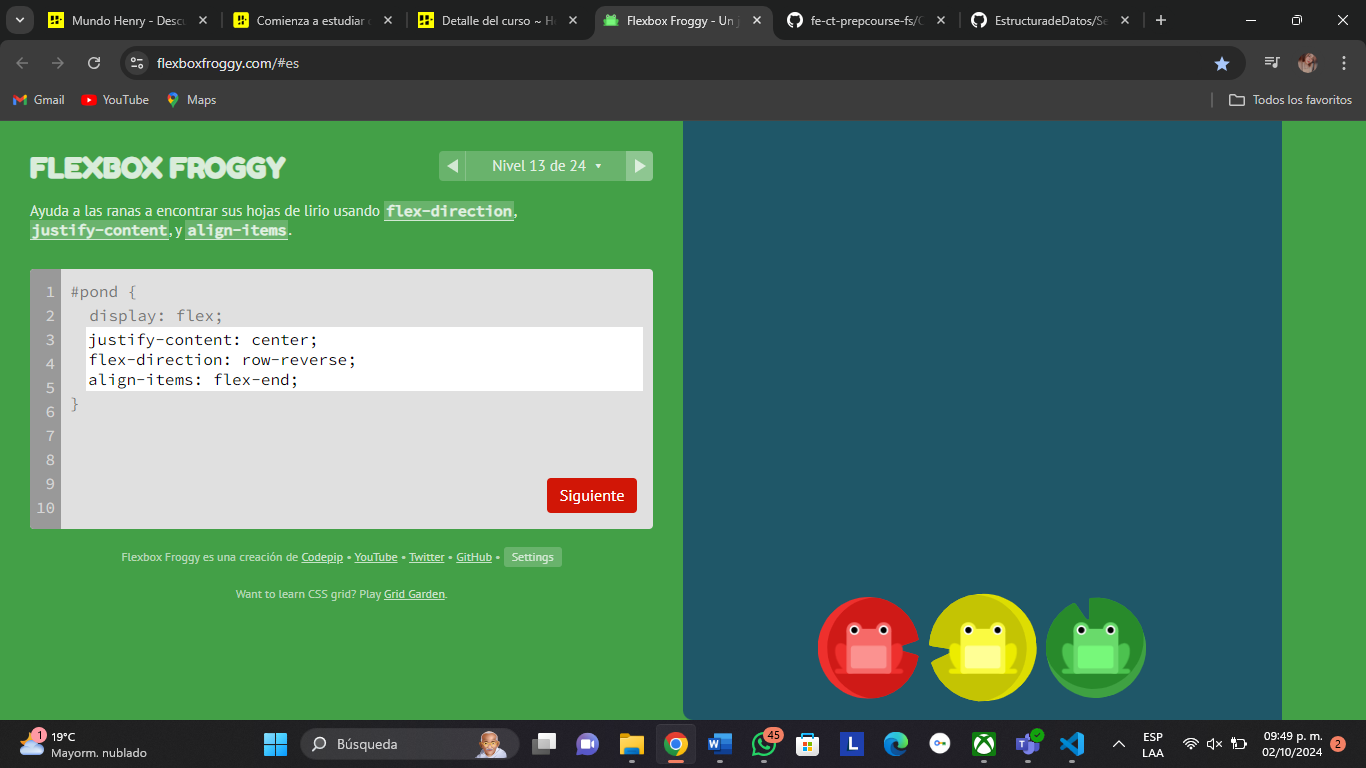 Mundo Henry - Descu
Comienza a estudiar
Detalle del curso ~ He
Flexbox Froggy - Un j
fe-ct-prepcourse-fs/C
EstructuradeDatos/Se
flexboxfroggy.com/#es
Gmail
YouTube
Maps
Todos los favoritos
FLEXBOX FROGGY
Nivel 13 de 24
Ayuda a las ranas a encontrar sus hojas de lirio usando flex-direction,
justify-content, y align-items.
1 #pond {
2 display: flex;
3 justify-content: center;
4 flex-direction: row-reverse;
5 align-items: flex-end;
6 }
7
8
9
10
Siguiente
Flexbox Froggy es una creación de Codepip • YouTube • Twitter • GitHub • Settings
Want to learn CSS grid? Play Grid Garden.
1
19°C
Mayorm. nublado
Búsqueda
45
L
ESP
LAA
09:49 p. m.
02/10/2024
2